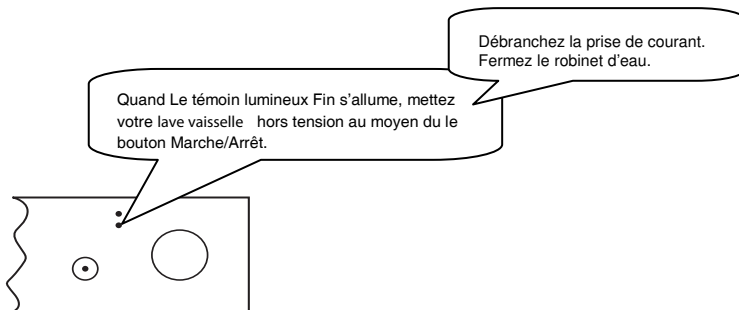 Débranchez la prise de courant.
Fermez le robinet d'eau.
Quand Le témoin lumineux Fin s'allume, mettez
votre lave vaisselle hors tension au moyen du le
bouton Marche/Arrêt.